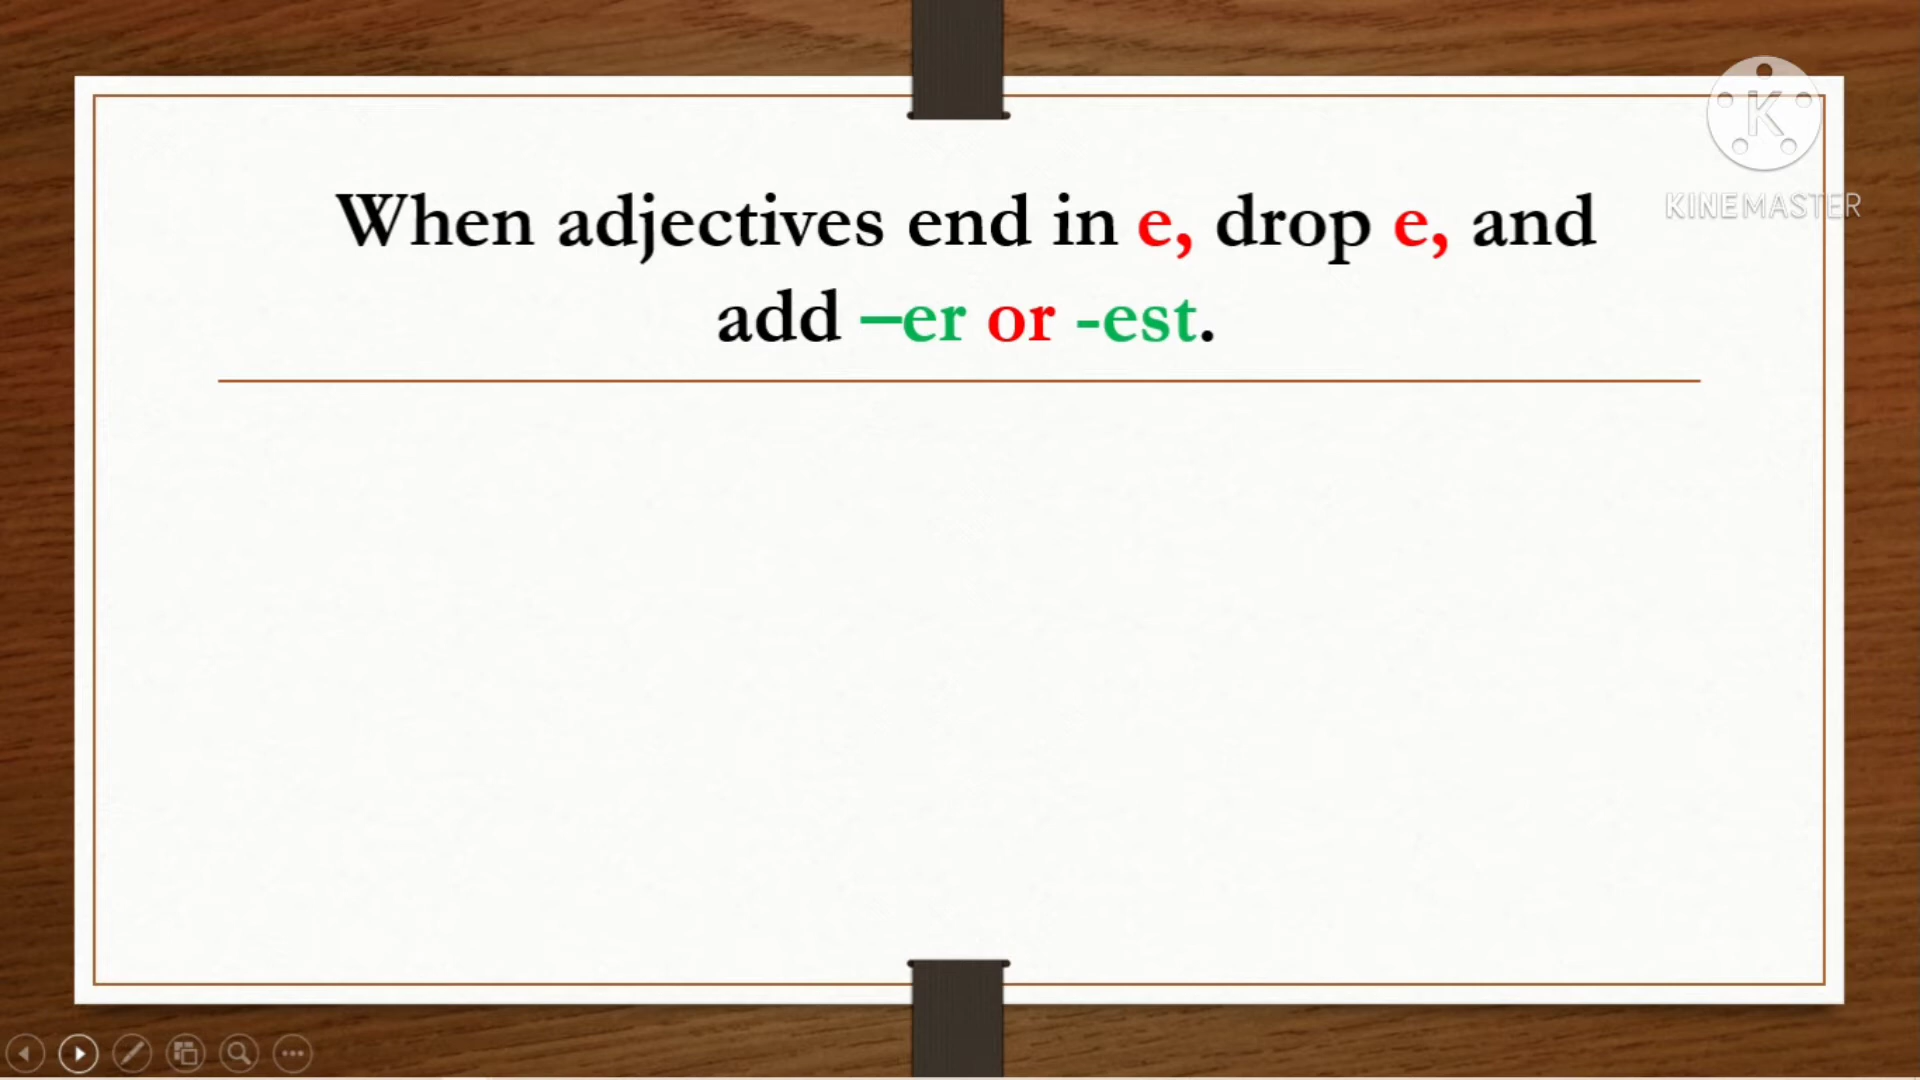 When adjectives end in e, drop e, and
add –er or -est.
K
KINEMASTER